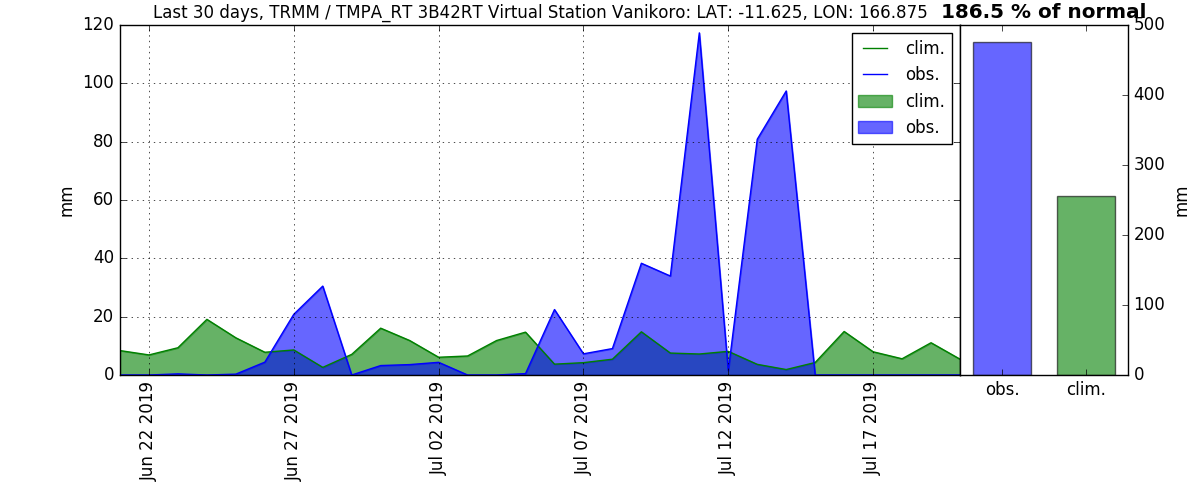 Last 30 days, TRMM / TMPA_RT 3B42RT Virtual Station Vanikoro: LAT: -11.625, LON: 166.875 186.5 % of normal
120
100
80
60
40
20
0
mm
clim.
obs.
clim.
obs.
Jun 22 2019
Jun 27 2019
Jul 02 2019
Jul 07 2019
Jul 12 2019
Jul 17 2019
500
400
300
200
100
0
mm
obs.
clim.